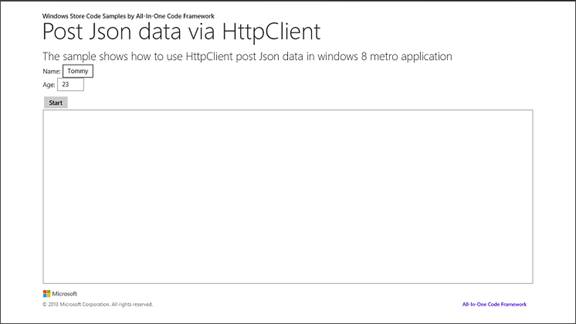 Windows Store Code Samples by All-In-One Code Framework
Post Json data via HttpClient
The sample shows how to use HttpClient post Json data in windows 8 metro application
Name: Tommy
Age: 23
Start
Microsoft
© 2013 Microsoft Corporation. All rights reserved.
All-In-One Code Framework